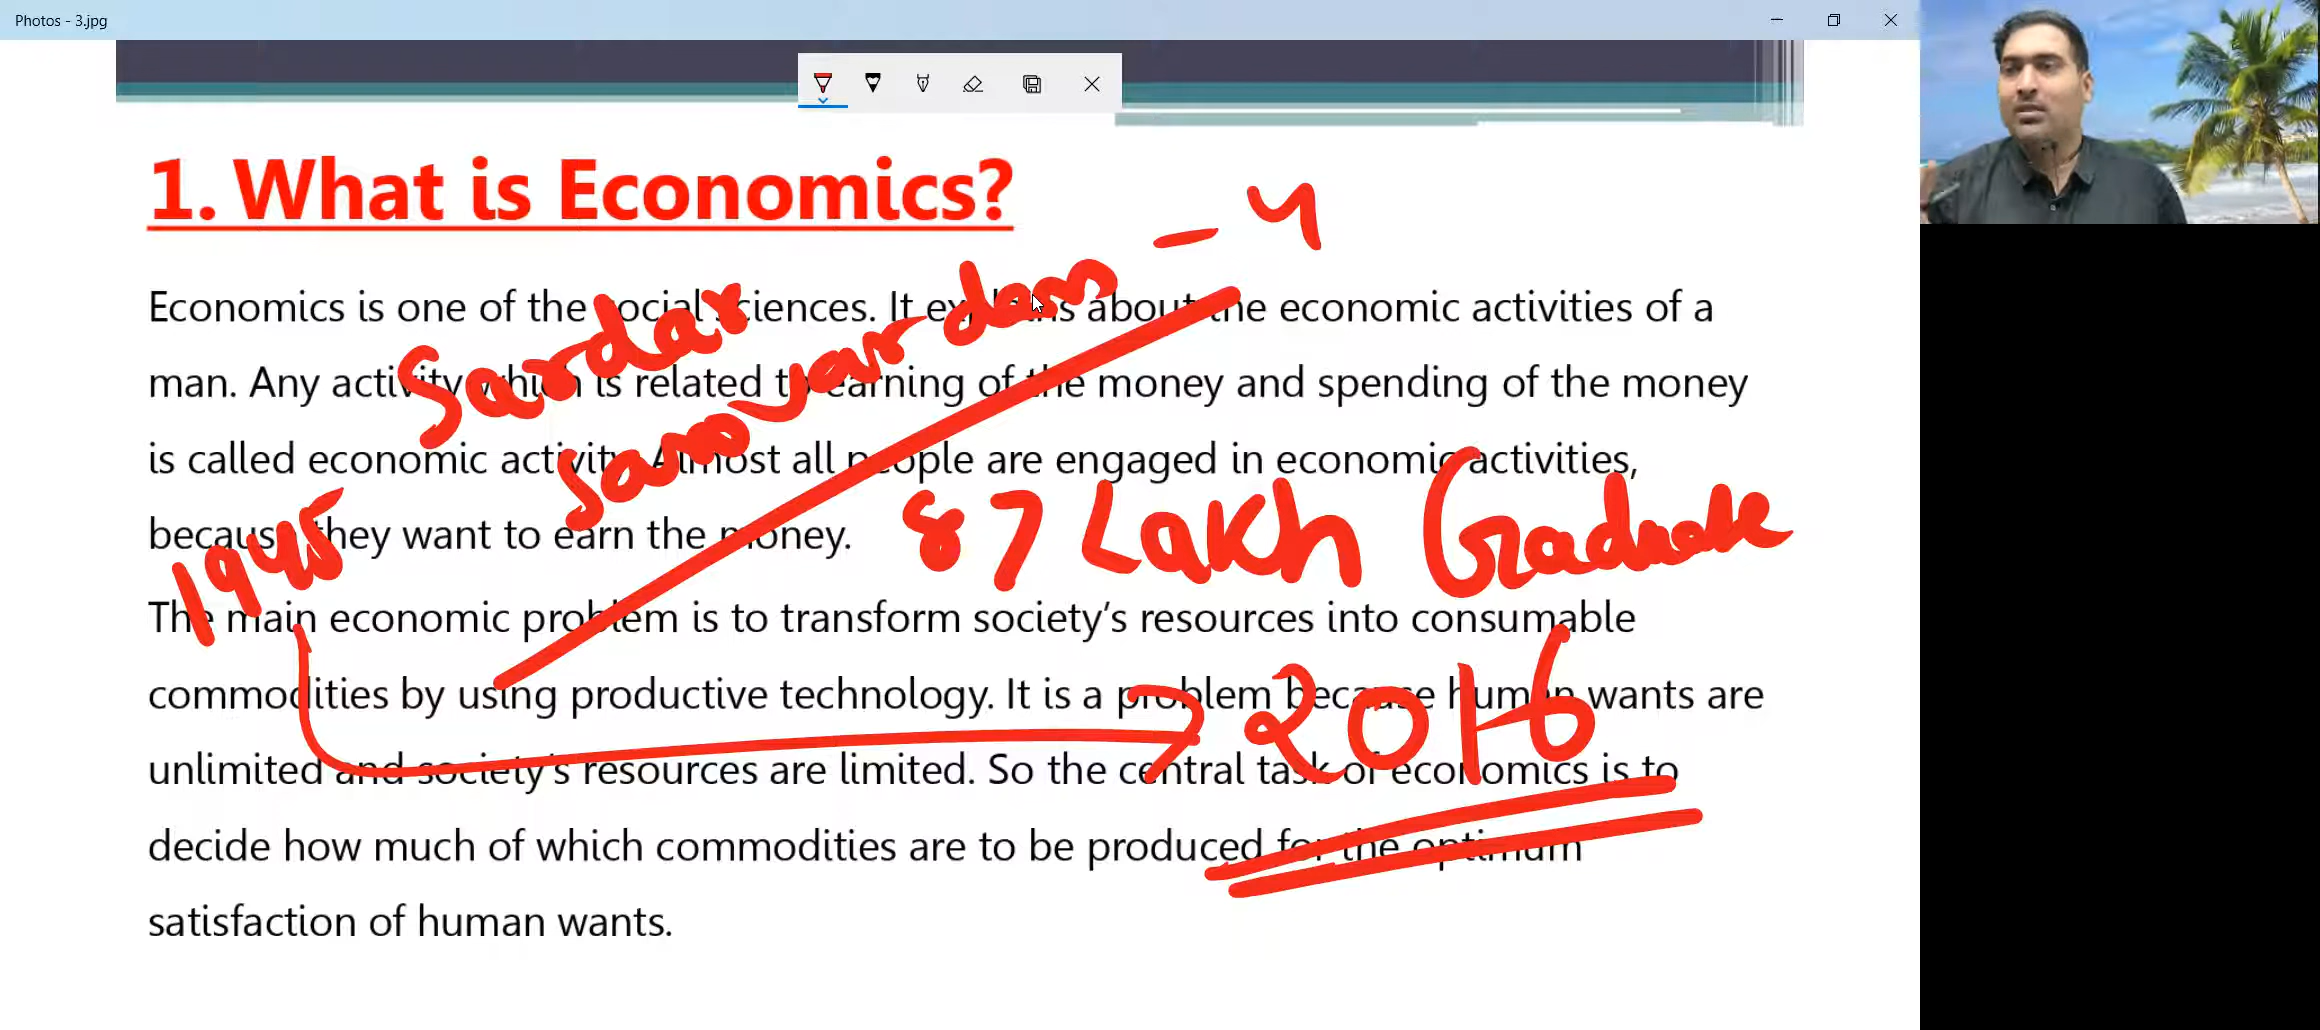 Photos - 3.jpg
1. What is Economics?
Economics is one of the social sciences. It explains about the economic activities of a
man. Any activity which is related to earning of the money and spending of the money
is called economic activity. Almost all people are engaged in economic activities,
because they want to earn the money.
The main economic problem is to transform society's resources into consumable
commodities by using productive technology. It is a problem because human wants are
unlimited and society's resources are limited. So the central task of economics is to
decide how much of which commodities are to be produced for the optimum
satisfaction of human wants.
Sardar
1945
87 Lakh Graduate
2016